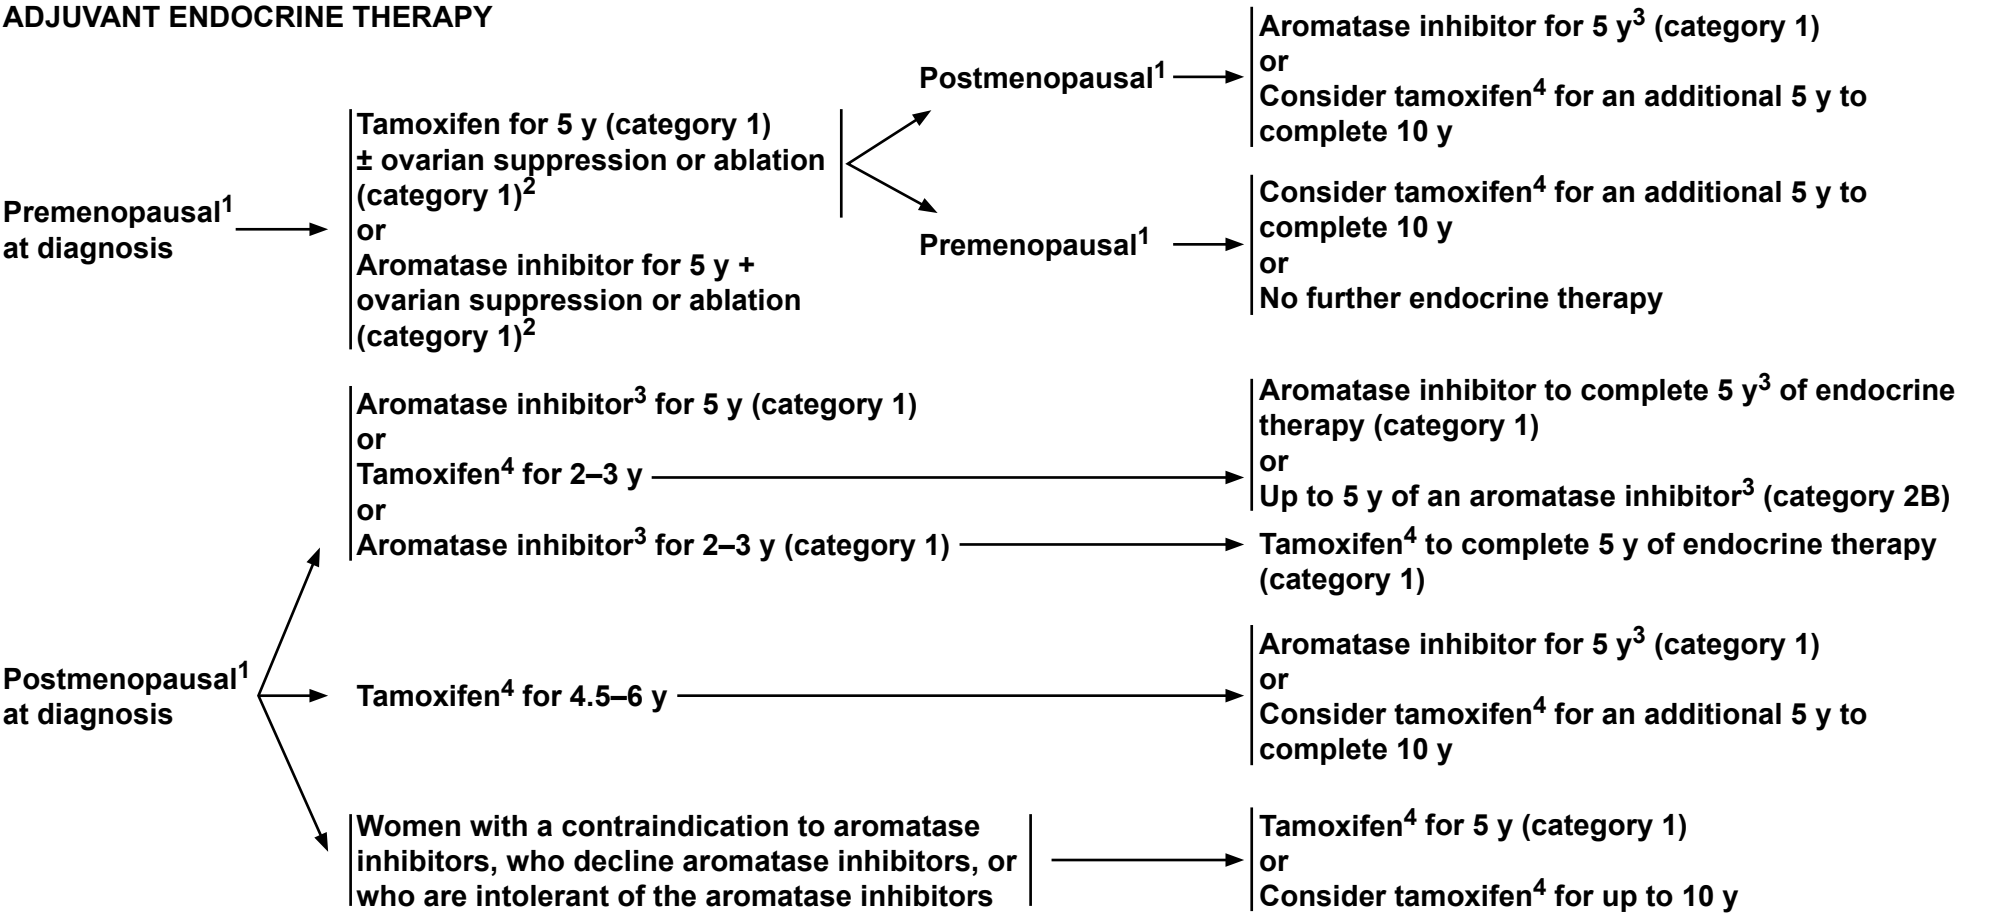 ADJUVANT ENDOCRINE THERAPY
Premenopausal1
at diagnosis
Tamoxifen for 5 y (category 1)
± ovarian suppression or ablation
(category 1)2
or
Aromatase inhibitor for 5 y +
ovarian suppression or ablation
(category 1)2
Postmenopausal1
Aromatase inhibitor for 5 y3 (category 1)
or
Consider tamoxifen4 for an additional 5 y to
complete 10 y
Premenopausal1
Consider tamoxifen4 for an additional 5 y to
complete 10 y
or
No further endocrine therapy
Postmenopausal1
at diagnosis
Aromatase inhibitor3 for 5 y (category 1)
or
Tamoxifen4 for 2–3 y
or
Aromatase inhibitor3 for 2–3 y (category 1)
Aromatase inhibitor to complete 5 y3 of endocrine
therapy (category 1)
or
Up to 5 y of an aromatase inhibitor3 (category 2B)
Tamoxifen4 to complete 5 y of endocrine therapy
(category 1)
Tamoxifen4 for 4.5–6 y
Aromatase inhibitor for 5 y3 (category 1)
or
Consider tamoxifen4 for an additional 5 y to
complete 10 y
Women with a contraindication to aromatase
inhibitors, who decline aromatase inhibitors, or
who are intolerant of the aromatase inhibitors
Tamoxifen4 for 5 y (category 1)
or
Consider tamoxifen4 for up to 10 y